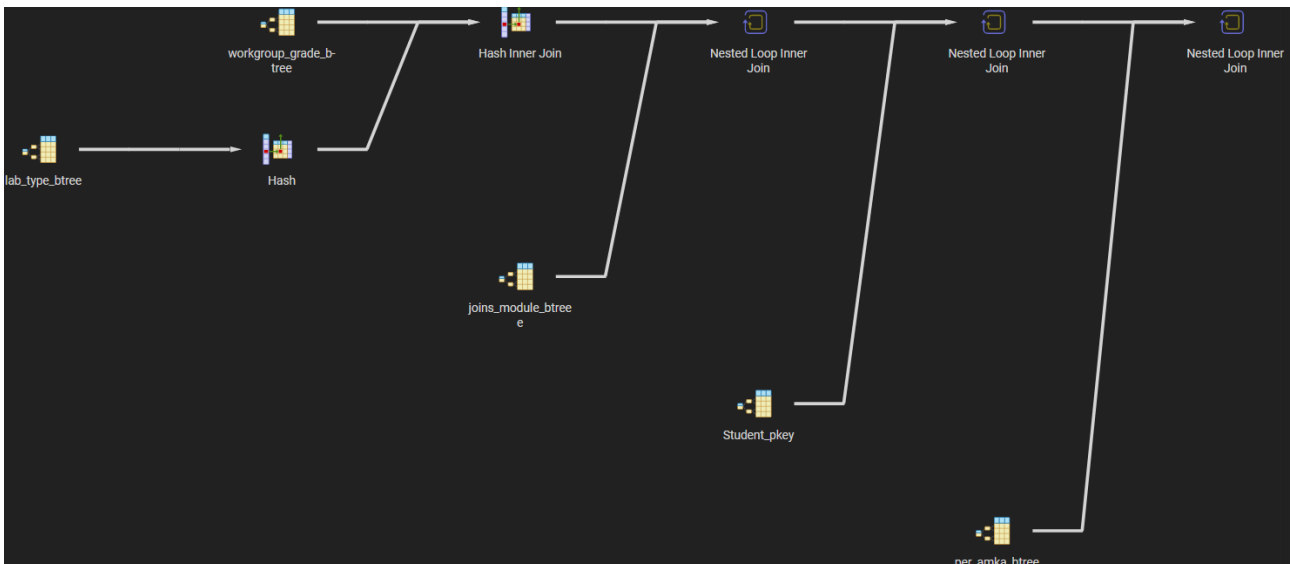 workgroup_grade_b-
tree
Hash Inner Join
Nested Loop Inner
Join
Nested Loop Inner
Join
Nested Loop Inner
Join
lab_type_btree
Hash
joins_module_btree
e
Student_pkey
per_amka_btree